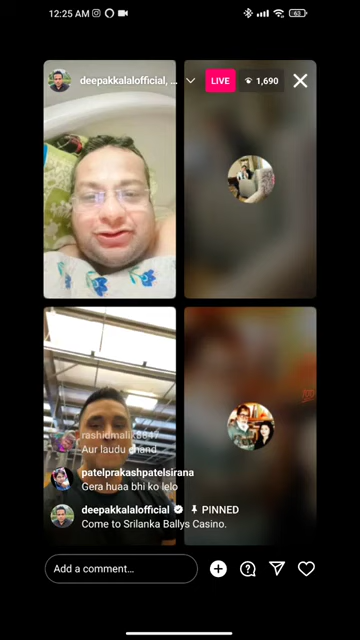 12:25 AM
63
deepakkalalofficial, ...
LIVE
1,690
rashidmalik8847
Aur laudu chand
patelprakashpatelsirana
Gera huaa bhi ko lelo
deepakkalalofficial PINNED
Come to Srilanka Ballys Casino.
Add a comment...